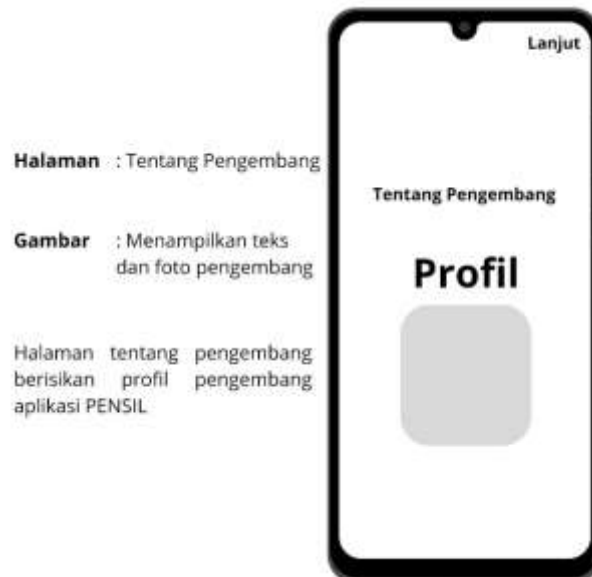 Halaman : Tentang Pengembang
Gambar : Menampilkan teks
dan foto pengembang
Halaman tentang pengembang
berisikan profil pengembang
aplikasi PENSIL
Lanjut
Tentang Pengembang
Profil